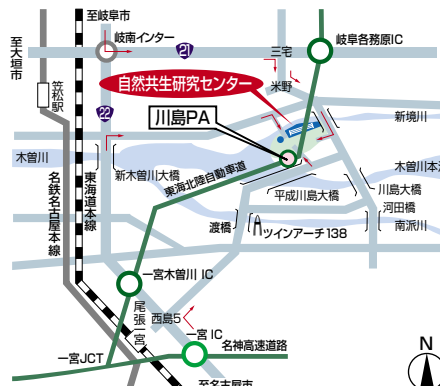 至岐阜市
至大垣市
岐南インター
21
三宅
岐阜各務原IC
自然共生研究センター
米野
笠松駅
22
川島PA
新境川
木曽川
新木曽川大橋
東海北陸自動車道
木曽川本
平成川島大橋
川島大橋
河田橋
南派川
渡橋
ツインアーチ138
名鉄名古屋本線
東海道本線
一宮木曽川 IC
尾張一宮
西島5
一宮 IC
名神高速道路
一宮JCT
至名古屋市
N